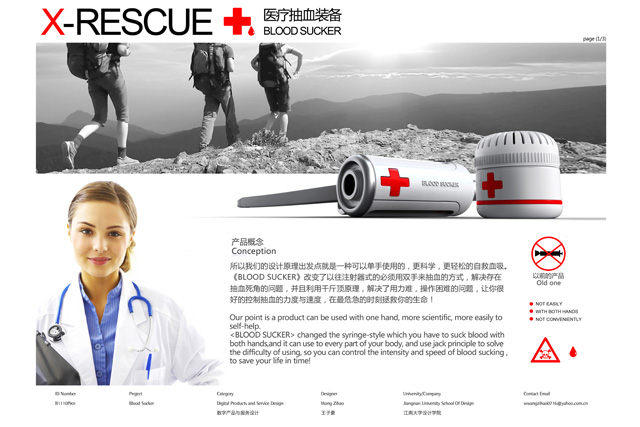 X-RESCUE
医疗抽血装备
BLOOD SUCKER
page (1/3)
BLOOD SUCKER
产品概念
Conception
所以我们的设计原理出发点就是一种可以单手使用的，更科学，更轻松的自救血吸。
《BLOOD SUCKER》改变了以往注射器式的必须用双手来抽血的方式，解决存在
抽血死角的问题，并且利用千斤顶原理，解决了用力难，操作困难的问题，让你很
好的控制抽血的力度与速度，在最危急的时刻拯救你的生命！
Our point is a product can be used with one hand, more scientific, more easily to
self-help.
<BLOOD SUCKER> changed the syringe-style which you have to suck blood with
both hands,and it can use to every part of your body, and use jack principle to solve
the difficulty of using, so you can control the intensity and speed of blood sucking ,
to save your life in time!
以前的产品
Old one
NOT EASILY
WITH BOTH HANDS
NOT CONVENIENTLY
ID Number Project Category Designer University/Company Contact Email
Blood Sucker Digital Products and Service Design Wang Zihao Jiangnan University School Of Design
数字产品与服务设计 王子豪 江南大学设计学院